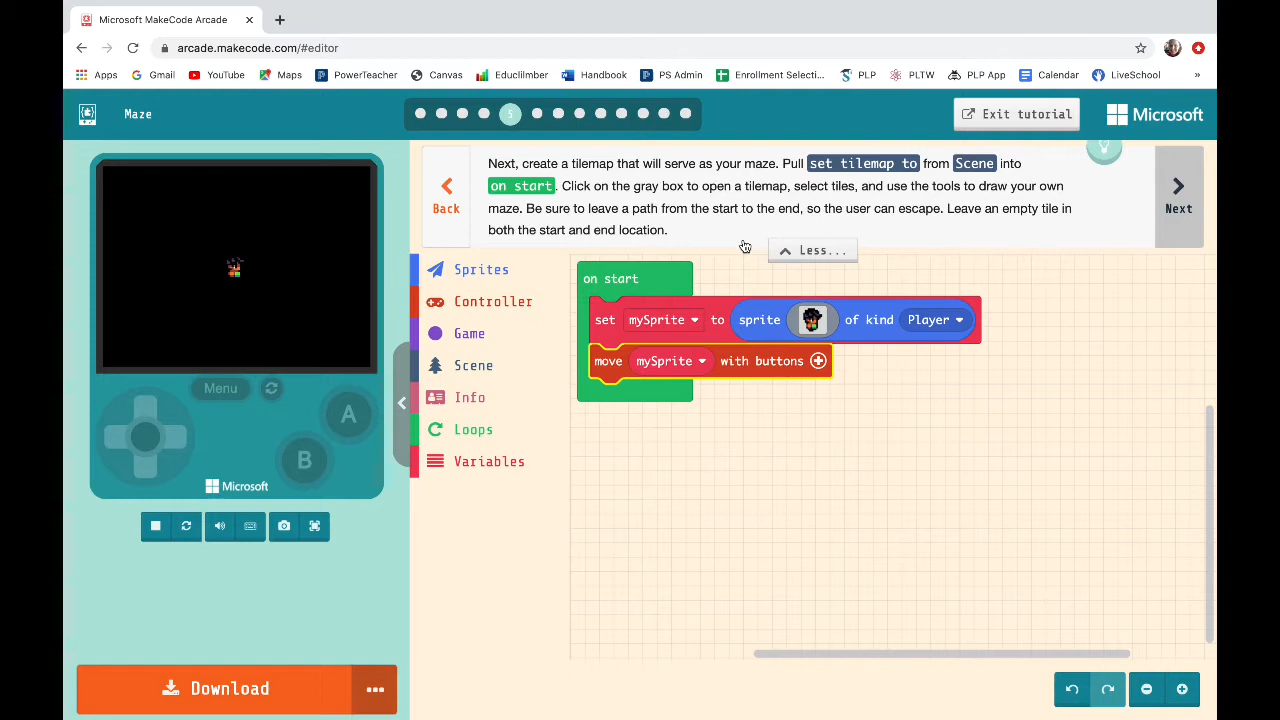 Microsoft MakeCode Arcade
arcade.makecode.com/#editor
Apps Gmail YouTube Maps PowerTeacher Canvas EducIimber Handbook PS Admin Enrollment Selecti... PLP PLTW PLP App Calendar LiveSchool »
Maze
5
Exit tutorial
Microsoft
Next, create a tilemap that will serve as your maze. Pull set tilemap to from Scene into
on start. Click on the gray box to open a tilemap, select tiles, and use the tools to draw your own
maze. Be sure to leave a path from the start to the end, so the user can escape. Leave an empty tile in
both the start and end location.
Back
Next
Less...
Sprites
Controller
Game
Scene
Info
Loops
Variables
on start
set mySprite to sprite of kind Player
move mySprite with buttons
Menu
A
B
Microsoft
Download